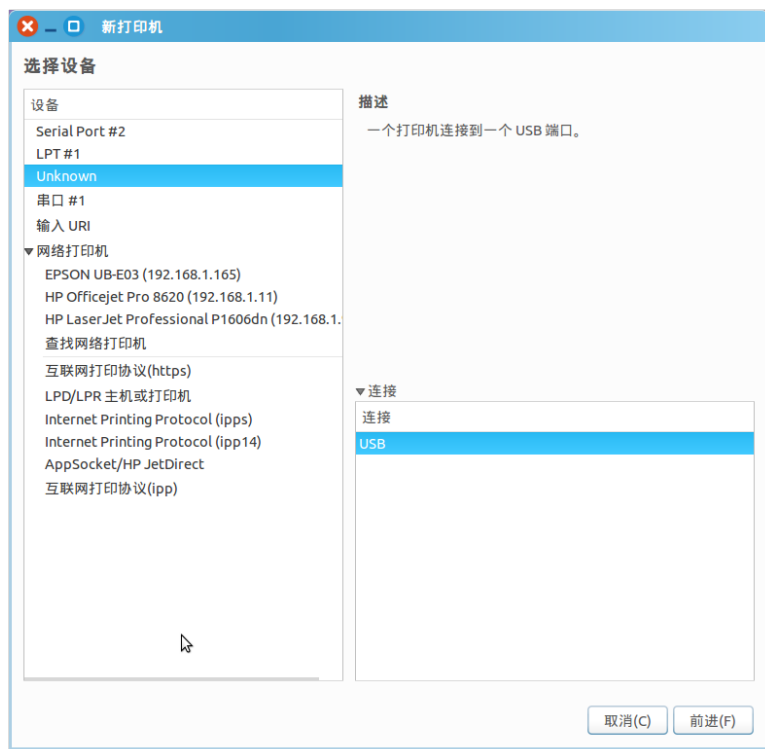 新打印机
选择设备
设备
Serial Port #2
LPT #1
Unknown
串口 #1
输入 URI
网络打印机
EPSON UB-E03 (192.168.1.165)
HP Officejet Pro 8620 (192.168.1.11)
HP LaserJet Professional P1606dn (192.168.1.
查找网络打印机
互联网打印协议(https)
LPD/LPR 主机或打印机
Internet Printing Protocol (ipps)
Internet Printing Protocol (ipp14)
AppSocket/HP JetDirect
互联网打印协议(ipp)
描述
一个打印机连接到一个 USB 端口。
连接
连接
USB
取消(C)
前进(F)